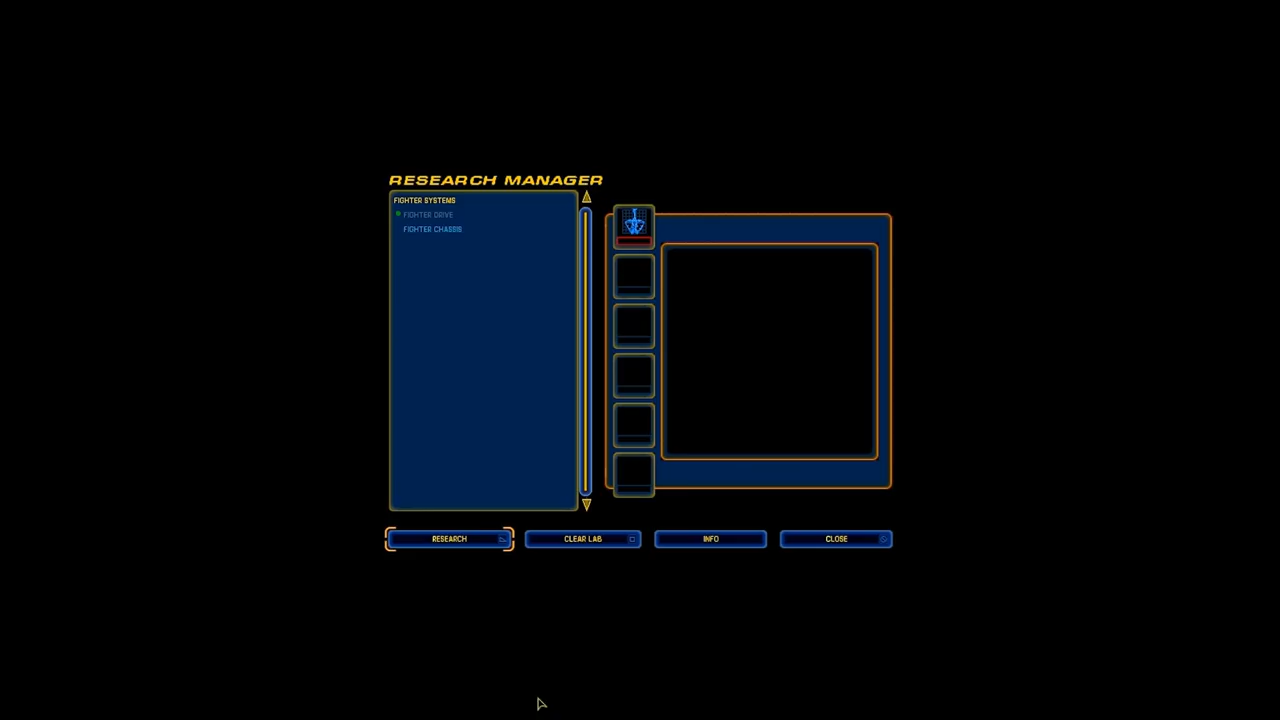 RESEARCH MANAGER
FIGHTER SYSTEMS
FIGHTER DRIVE
FIGHTER CHASSIS
RESEARCH
CLEAR LAB
INFO
CLOSE